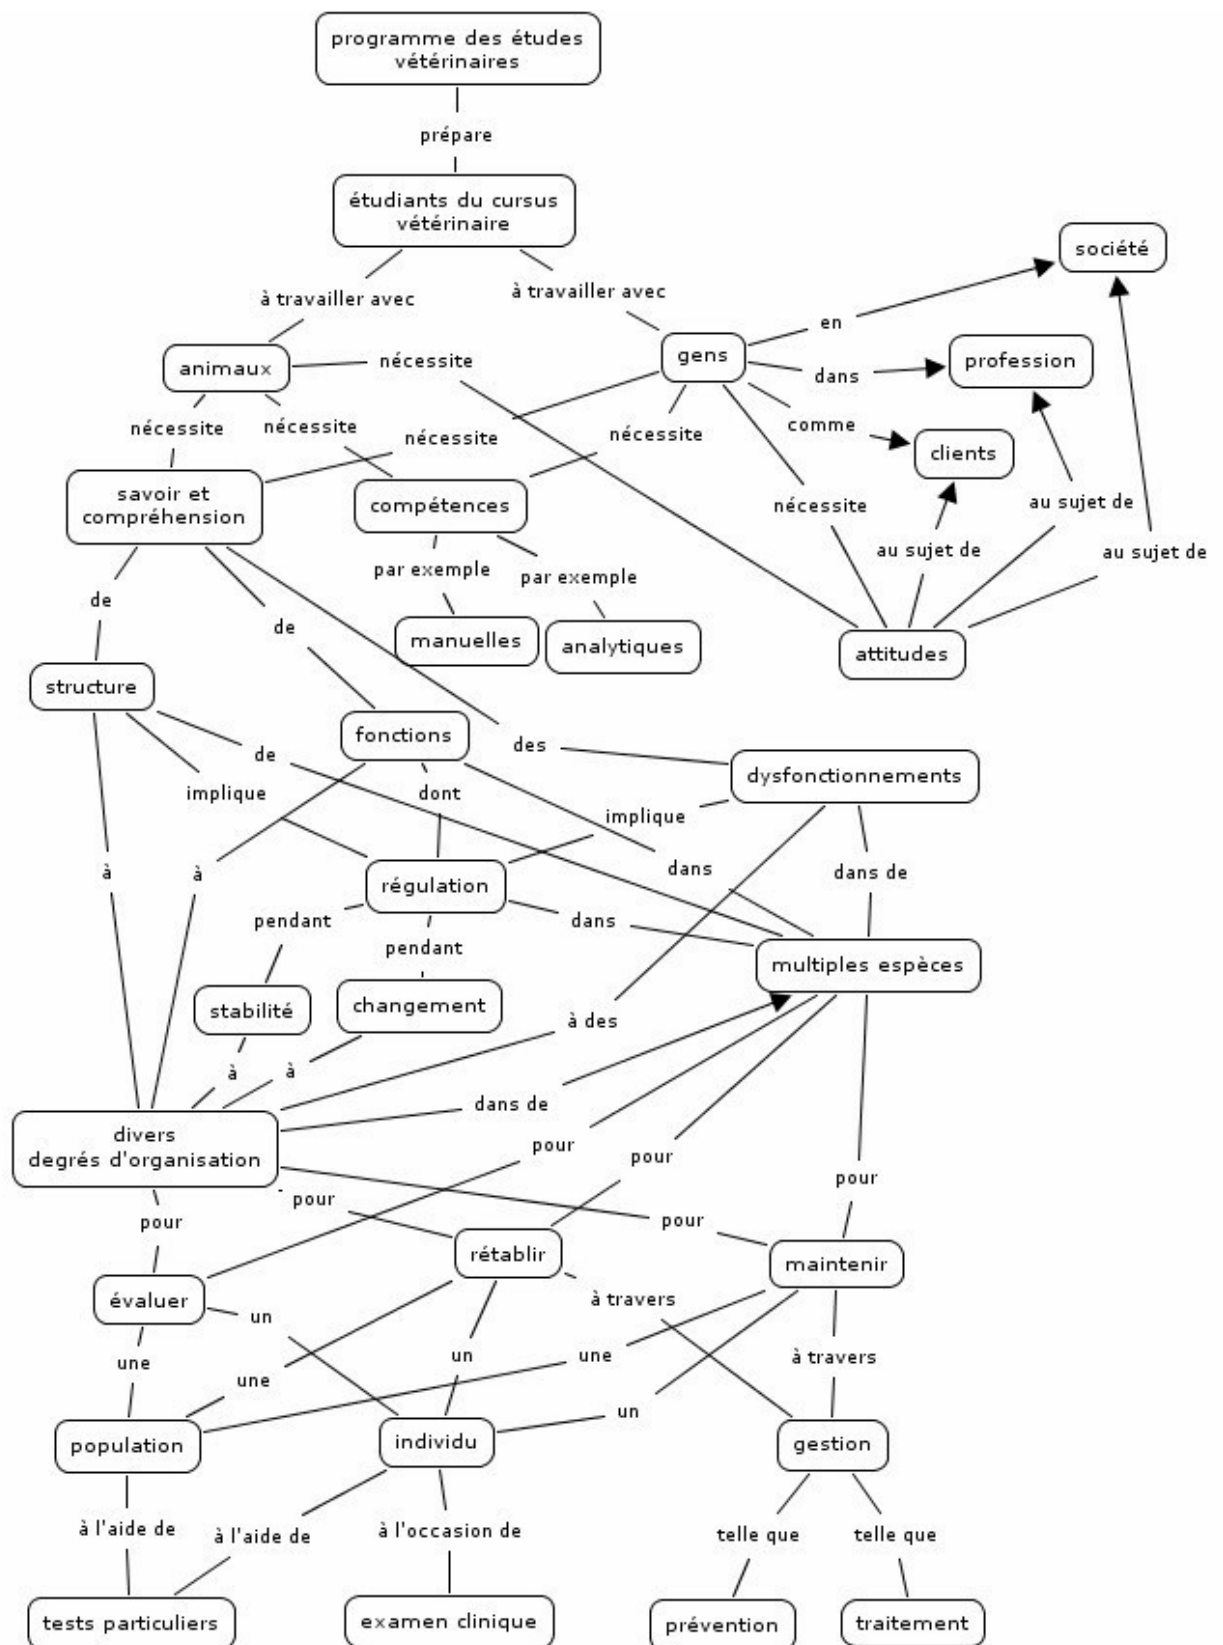 programme des études
vétérinaires
prépare
étudiants du cursus
vétérinaire
société
à travailler avec
à travailler avec
en
animaux
nécessite
gens
dans
profession
nécessite
nécessite
nécessite
nécessite
comme
clients
savoir et
compréhension
compétences
nécessite
au sujet de
au sujet de
au sujet de
par exemple
par exemple
de
de
manuelles
analytiques
attitudes
structure
fonctions
de
des
dysfonctionnements
implique
dont
implique
à
à
régulation
dans
dans de
pendant
pendant
dans
multiples espèces
stabilité
changement
à des
à
à
dans de
divers
degrés d'organisation
pour
pour
pour
pour
pour
pour
rétablir
maintenir
évaluer
un
à travers
une
une
un
une
à travers
un
population
individu
gestion
à l'aide de
à l'aide de
à l'occasion de
telle que
telle que
tests particuliers
examen clinique
prévention
traitement